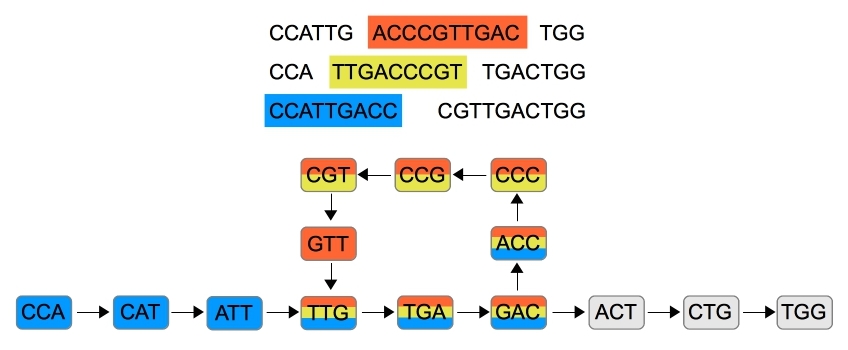 CCATTG ACCCGTTGAC TGG
CCA TTGACCCGT TGACTGG
CCATTGACC CGTTGACTGG
CGT CCG CCC
GTT ACC
CCA CAT ATT TTG TGA GAC ACT CTG TGG